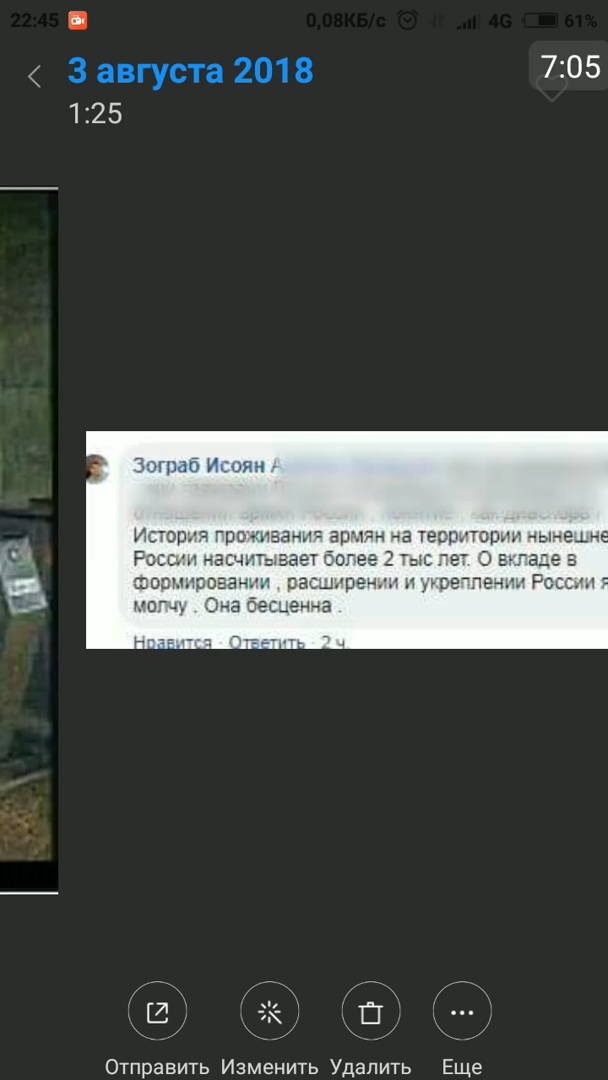 22:45 0,08КБ/с 4G 61%
3 августа 2018
7:05
1:25
Зограб Исоян
История проживания армян на территории нынешне
России насчитывает более 2 тыс лет. О вкладе в
формировании , расширении и укреплении России я
молчу . Она бесценна .
Нравится · Ответить · 2 ч.
Отправить Изменить Удалить Еще